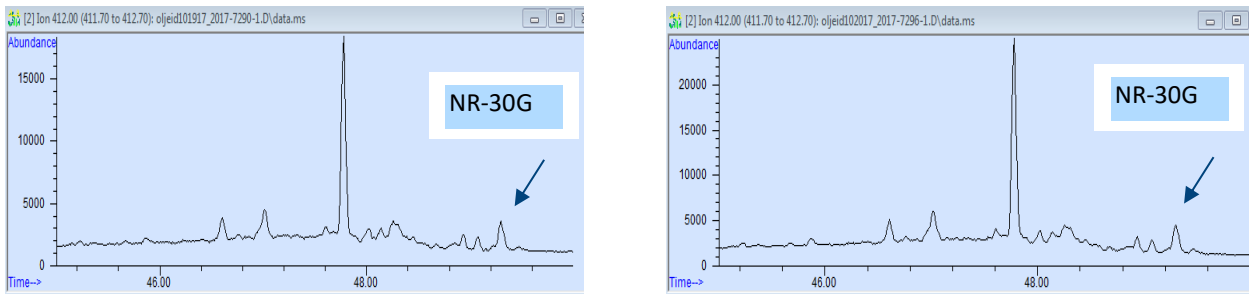 [2] Ion 412.00 (411.70 to 412.70): oljeid101917_2017-7290-1.D\data.ms
Abundance
15000
10000
5000
0
Time-->
46.00
48.00
NR-30G
[2] Ion 412.00 (411.70 to 412.70): oljeid102017_2017-7296-1.D\data.ms
Abundance
20000
15000
10000
5000
0
Time-->
46.00
48.00
NR-30G